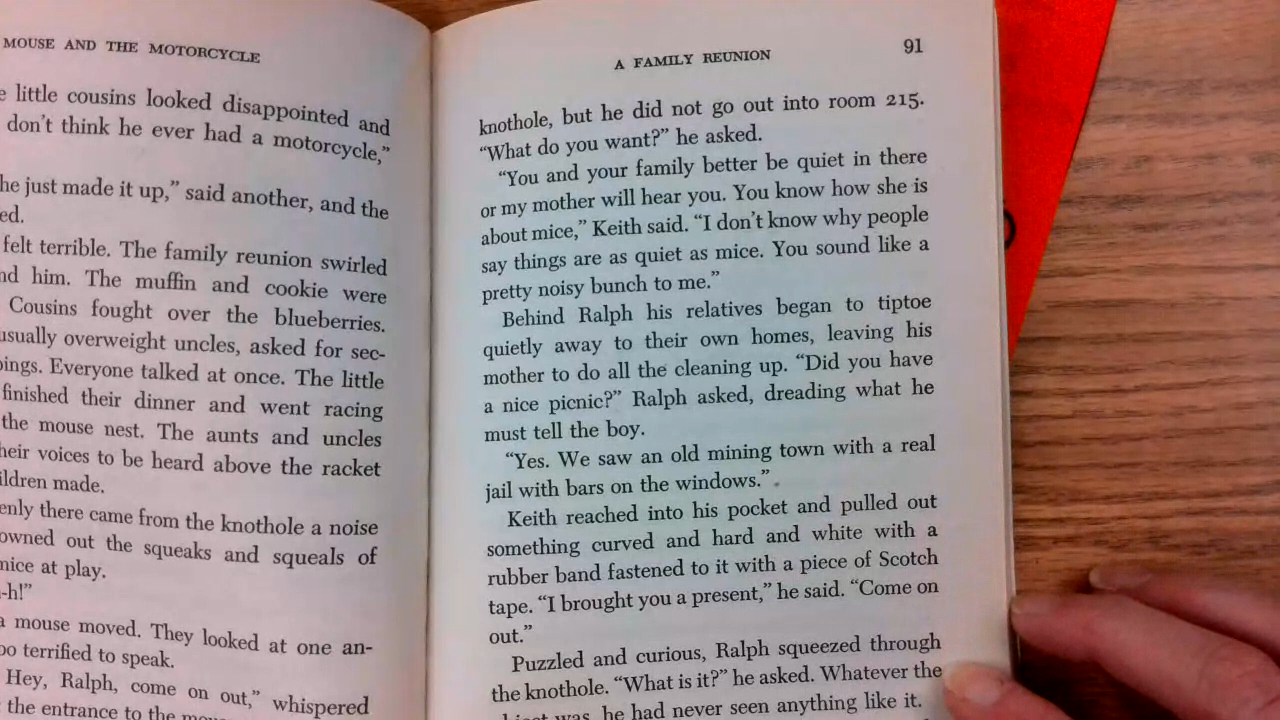 MOUSE AND THE MOTORCYCLE
little cousins looked disappointed and
don't think he ever had a motorcycle,"
he just made it up," said another, and the
felt terrible. The family reunion swirled
him. The muffin and cookie were
Cousins fought over the blueberries.
overweight uncles, asked for sec-
Everyone talked at once. The little
finished their dinner and went racing
the mouse nest. The aunts and uncles
voices to be heard above the racket
made.
there came from the knothole a noise
out the squeaks and squeals of
at play.
mouse moved. They looked at one an-
terrified to speak.
Hey, Ralph, come on out," whispered
the entrance to the
A FAMILY REUNION
91
knothole, but he did not go out into room 215.
"What do you want?" he asked.
"You and your family better be quiet in there
or my mother will hear you. You know how she is
about mice," Keith said. "I don't know why people
say things are as quiet as mice. You sound like a
pretty noisy bunch to me."
Behind Ralph his relatives began to tiptoe
quietly away to their own homes, leaving his
mother to do all the cleaning up. "Did you have
a nice picnic?" Ralph asked, dreading what he
must tell the boy.
"Yes. We saw an old mining town with a real
jail with bars on the windows."
Keith reached into his pocket and pulled out
something curved and hard and white with a
rubber band fastened to it with a piece of Scotch
tape. "I brought you a present," he said. "Come on
out."
Puzzled and curious, Ralph squeezed through
the knothole. "What is it?" he asked. Whatever the
was, he had never seen anything like it.